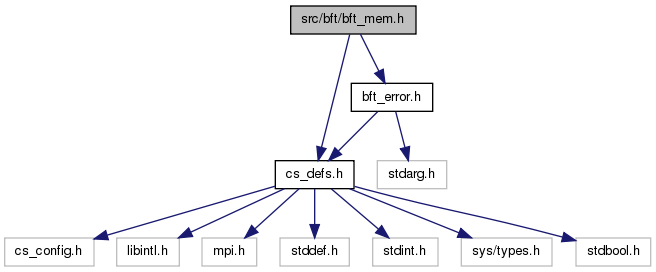 src/bft/bft_mem.h
bft_error.h
cs_defs.h
stdarg.h
cs_config.h
libintl.h
mpi.h
stddef.h
stdint.h
sys/types.h
stdbool.h